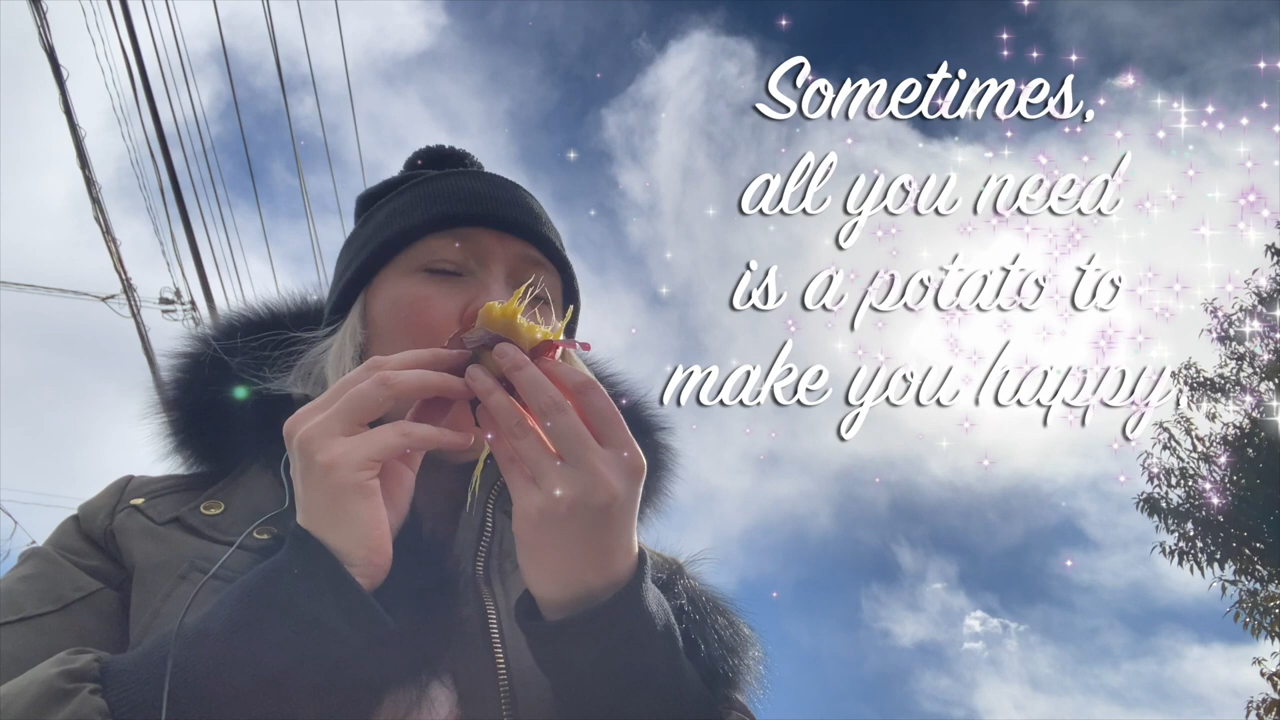 Sometimes,
all you need
is a potato to
make you happy.